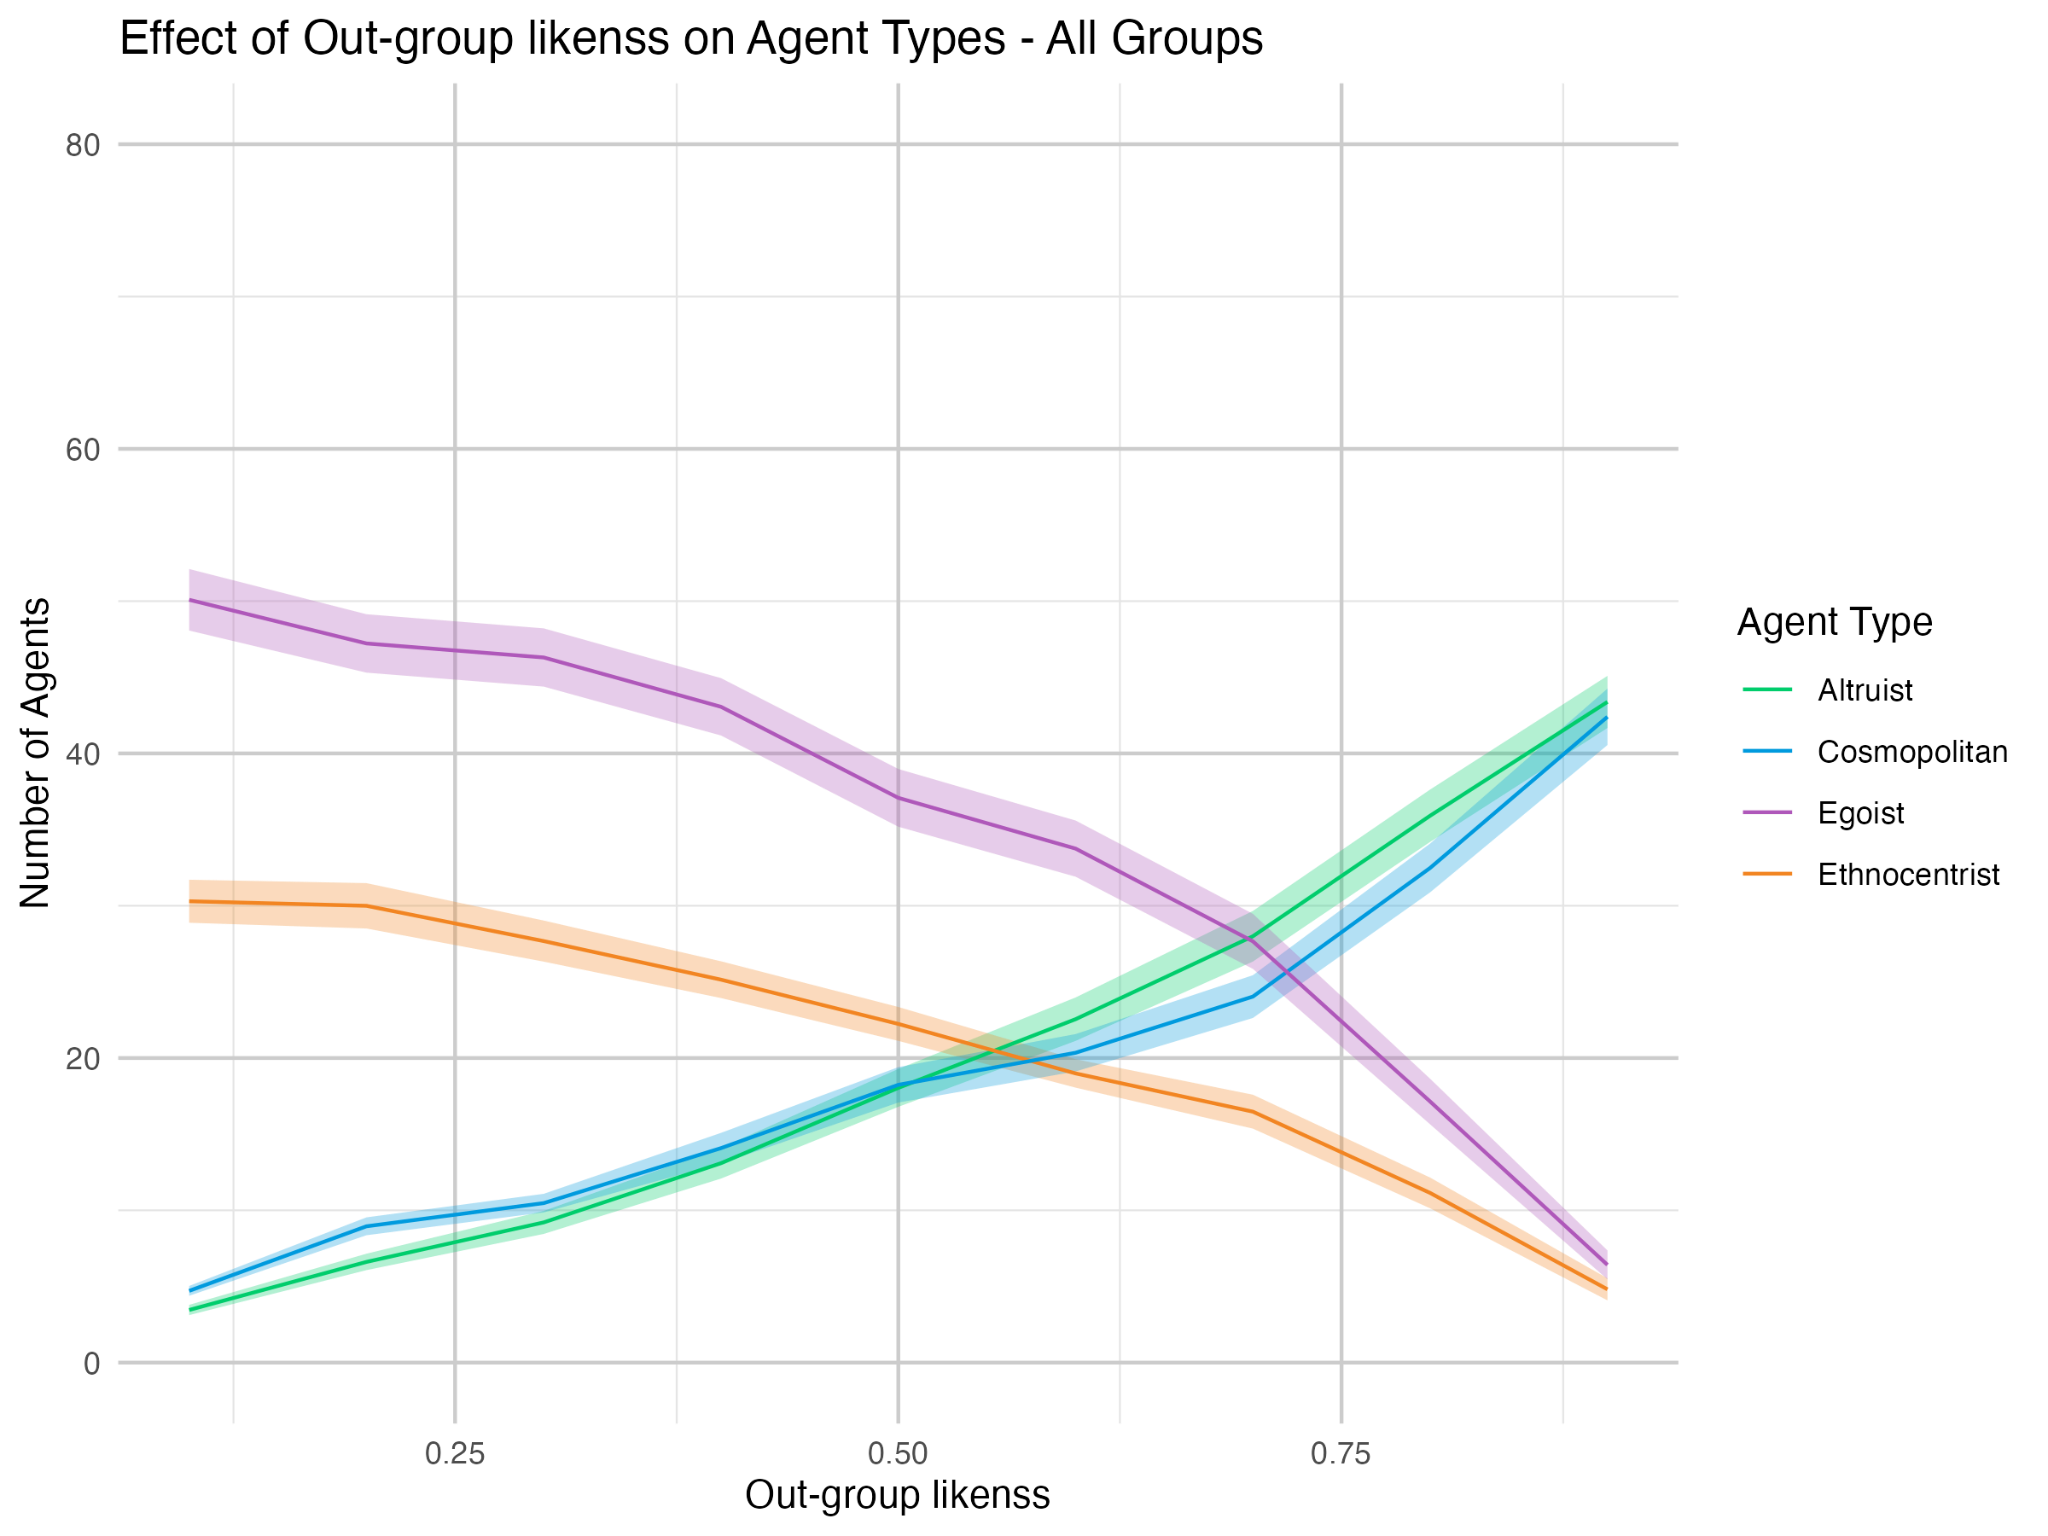 Effect of Out-group likenss on Agent Types - All Groups
80
60
40
20
0
Number of Agents
0.25
0.50
0.75
Out-group likenss
Agent Type
Altruist
Cosmopolitan
Egoist
Ethnocentrist